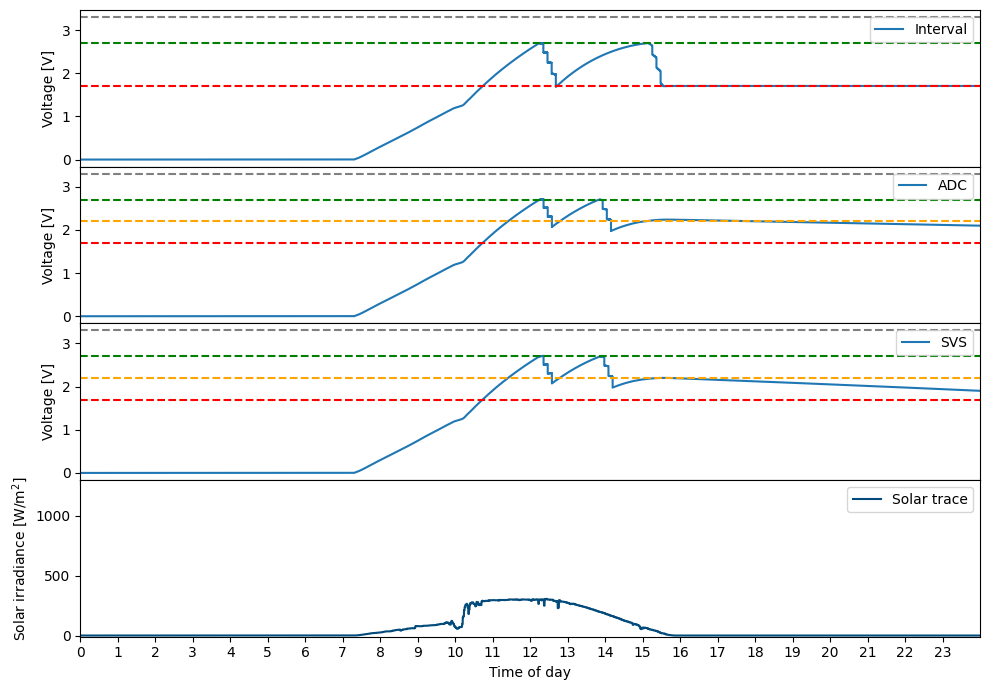 Voltage [V]
3
2
1
0
Interval
Voltage [V]
3
2
1
0
ADC
Voltage [V]
3
2
1
0
SVS
Solar irradiance [W/m²]
1000
500
0
Solar trace
0 1 2 3 4 5 6 7 8 9 10 11 12 13 14 15 16 17 18 19 20 21 22 23
Time of day